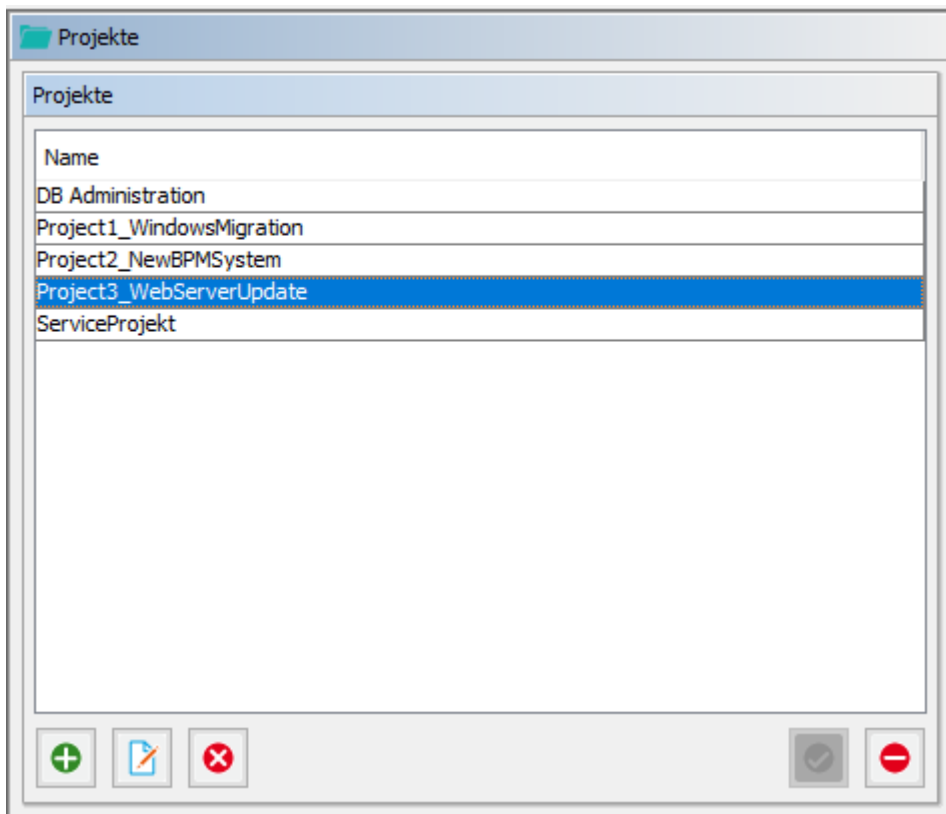 Projekte
Projekte
Name
DB Administration
Project1_WindowsMigration
Project2_NewBPMSystem
Project3_WebServerUpdate
ServiceProjekt